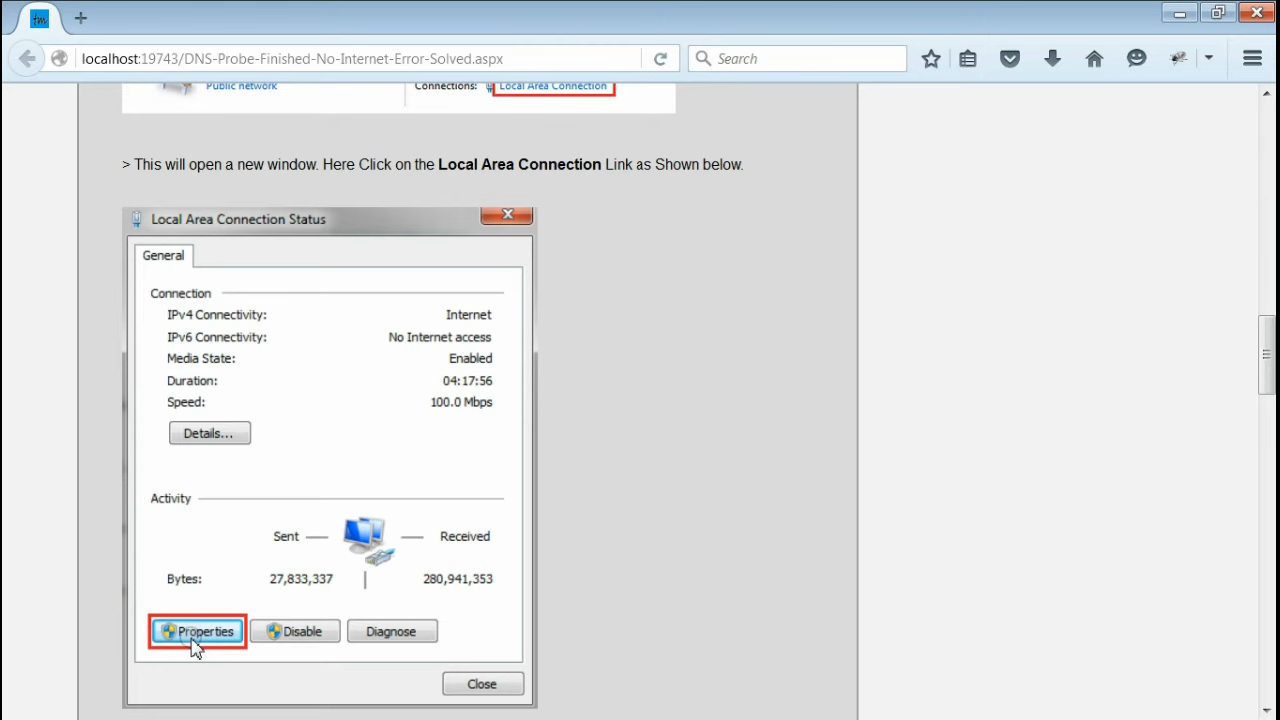 tm
localhost:19743/DNS-Probe-Finished-No-Internet-Error-Solved.aspx
Search
Public network
Connections: Local Area Connection
> This will open a new window. Here Click on the Local Area Connection Link as Shown below.
Local Area Connection Status
General
Connection
IPv4 Connectivity: Internet
IPv6 Connectivity: No Internet access
Media State: Enabled
Duration: 04:17:56
Speed: 100.0 Mbps
Details...
Activity
Sent Received
Bytes: 27,833,337 280,941,353
Properties Disable Diagnose
Close